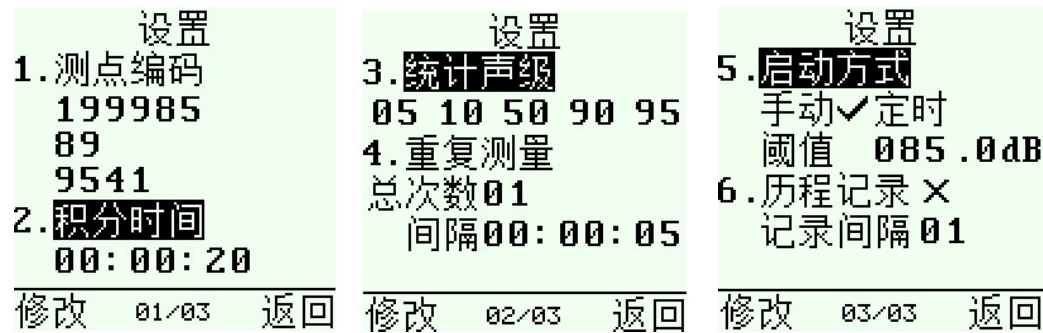 设置
1.测点编码
199985
89
9541
2.积分时间
00:00:20
修改 01/03 返回
设置
3.统计声级
05 10 50 90 95
4.重复测量
总次数01
间隔00:00:05
修改 02/03 返回
设置
5.启动方式
手动✓定时
阈值 085.0dB
6.历程记录×
记录间隔01
修改 03/03 返回